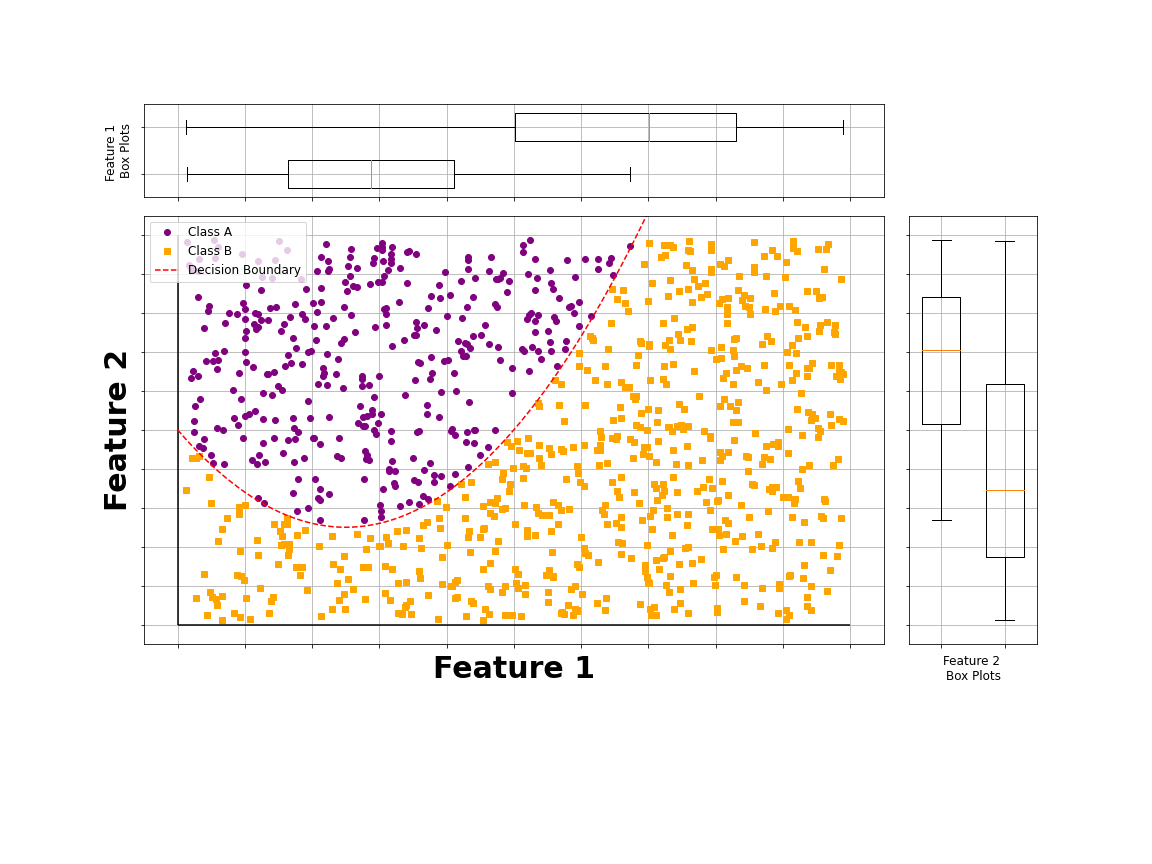 Feature 1
Box Plots
Class A
Class B
Decision Boundary
Feature 2
Feature 1
Feature 2
Box Plots